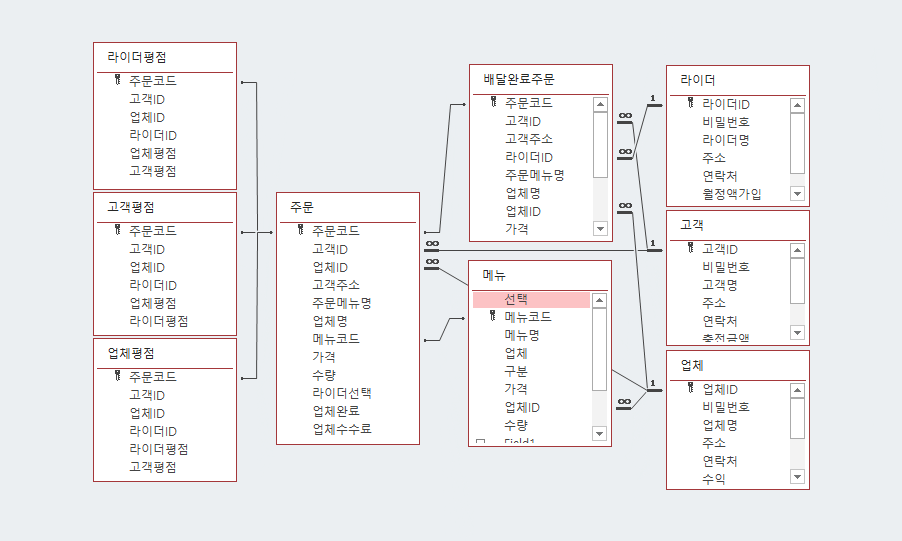 라이더평점
주문코드
고객ID
업체ID
라이더ID
업체평점
고객평점
고객평점
주문코드
고객ID
업체ID
라이더ID
업체평점
라이더평점
업체평점
주문코드
고객ID
업체ID
라이더ID
라이더평점
고객평점
주문
주문코드
고객ID
업체ID
고객주소
주문메뉴명
업체명
메뉴코드
가격
수량
라이더선택
업체완료
업체수수료
배달완료주문
주문코드
고객ID
고객주소
라이더ID
주문메뉴명
업체명
업체ID
가격
메뉴
선택
메뉴코드
메뉴명
업체
구분
가격
업체ID
수량
Field1
라이더
라이더ID
비밀번호
라이더명
주소
연락처
월정액가입
고객
고객ID
비밀번호
고객명
주소
연락처
충전금액
업체
업체ID
비밀번호
업체명
주소
연락처
수익
∞
∞
∞
∞
∞
∞
1
1
1